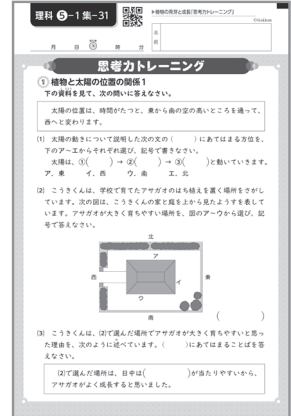 理科 5-1集-31
▶植物の発育と成長「思考力トレーニング」
©Gakken
月 日 時 分
名前
思考力トレーニング
① 植物と太陽の位置の関係1
下の資料を見て、次の問いに答えなさい。
太陽の位置は、時間がたつと、東から南の空の高いところを通って、
西へと変わります。
(1) 太陽の動きについて説明した次の文の( )にあてはまる方位を、
下のア〜エからそれぞれ選び、記号で書きなさい。
太陽は、①( ) → ②( ) → ③( )と動いていきます。
ア．東 イ．西 ウ．南 エ．北
(2) こうきくんは、学校で育てたアサガオのはち植えを置く場所をさがし
ています。次の図は、こうきくんの家と庭を上から見たようすを表して
います。アサガオが大きく育ちやすい場所を、図のア〜ウから選び、記
号で答えなさい。
北
ア
西
イ
東
ウ
南
( )
(3) こうきくんは、(2)で選んだ場所でアサガオが大きく育ちやすいと思っ
た理由を、次のように述べています。( )にあてはまることばを答
えなさい。
(2)で選んだ場所は、日中は( )が当たりやすいから、
アサガオがよく成長すると思いました。